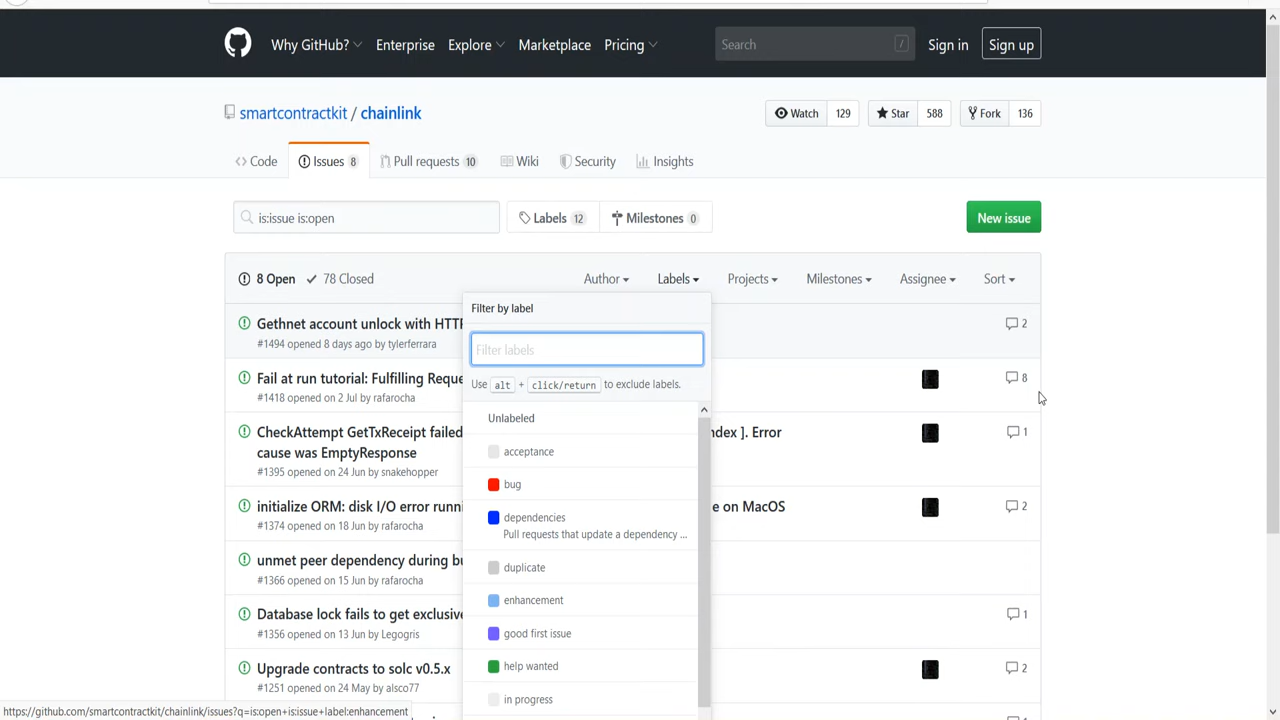 Why GitHub? Enterprise Explore Marketplace Pricing Search / Sign in Sign up
smartcontractkit / chainlink Watch 129 Star 588 Fork 136
Code Issues 8 Pull requests 10 Wiki Security Insights
is:issue is:open Labels 12 Milestones 0 New issue
8 Open 78 Closed Author Labels Projects Milestones Assignee Sort
Filter by label
Filter labels
Use alt + click/return to exclude labels.
Unlabeled
acceptance
bug
dependencies
Pull requests that update a dependency ...
duplicate
enhancement
good first issue
help wanted
in progress
Gethnet account unlock with HTTP 2
#1494 opened 8 days ago by tylerferrara
Fail at run tutorial: Fulfilling Reque 8
#1418 opened on 2 Jul by rafarocha
CheckAttempt GetTxReceipt failed ndex ]. Error 1
cause was EmptyResponse
#1395 opened on 24 Jun by snakehopper
initialize ORM: disk I/O error runni e on MacOS 2
#1374 opened on 18 Jun by rafarocha
unmet peer dependency during bu
#1366 opened on 15 Jun by rafarocha
Database lock fails to get exclusive 1
#1356 opened on 13 Jun by Legogris
Upgrade contracts to solc v0.5.x 2
#1251 opened on 24 May by alsco77
https://github.com/smartcontractkit/chainlink/issues?q=is:open+is:issue+label:enhancement